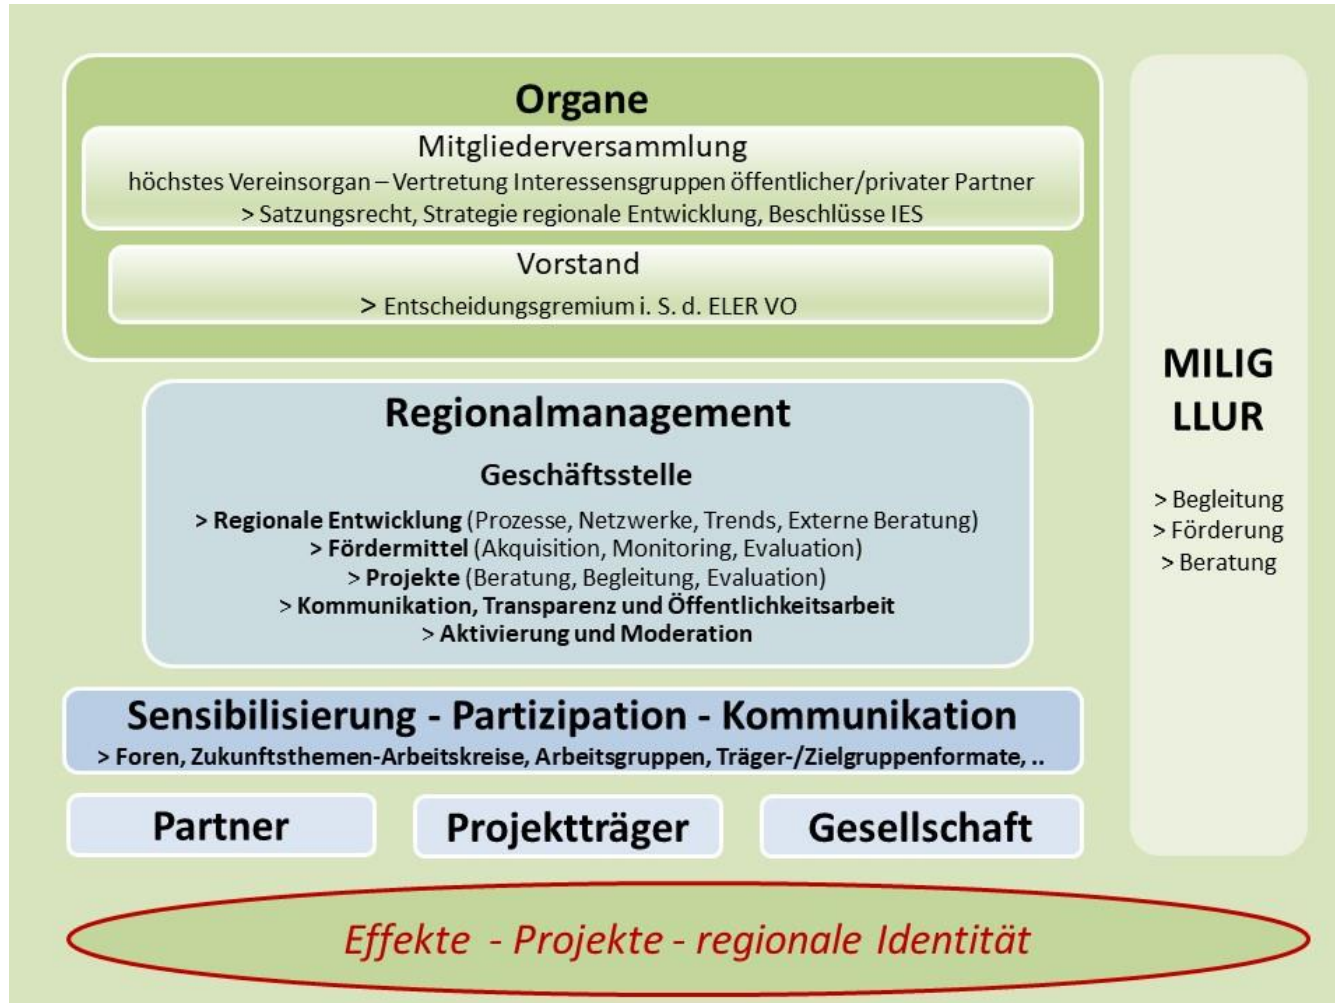 Organe
Mitgliederversammlung
höchstes Vereinsorgan – Vertretung Interessensgruppen öffentlicher/privater Partner
> Satzungsrecht, Strategie regionale Entwicklung, Beschlüsse IES
Vorstand
> Entscheidungsgremium i. S. d. ELER VO
Regionalmanagement
Geschäftsstelle
> Regionale Entwicklung (Prozesse, Netzwerke, Trends, Externe Beratung)
> Fördermittel (Akquisition, Monitoring, Evaluation)
> Projekte (Beratung, Begleitung, Evaluation)
> Kommunikation, Transparenz und Öffentlichkeitsarbeit
> Aktivierung und Moderation
Sensibilisierung - Partizipation - Kommunikation
> Foren, Zukunftsthemen-Arbeitskreise, Arbeitsgruppen, Träger-/Zielgruppenformate, ..
Partner
Projektträger
Gesellschaft
MILIG
LLUR
> Begleitung
> Förderung
> Beratung
Effekte - Projekte - regionale Identität